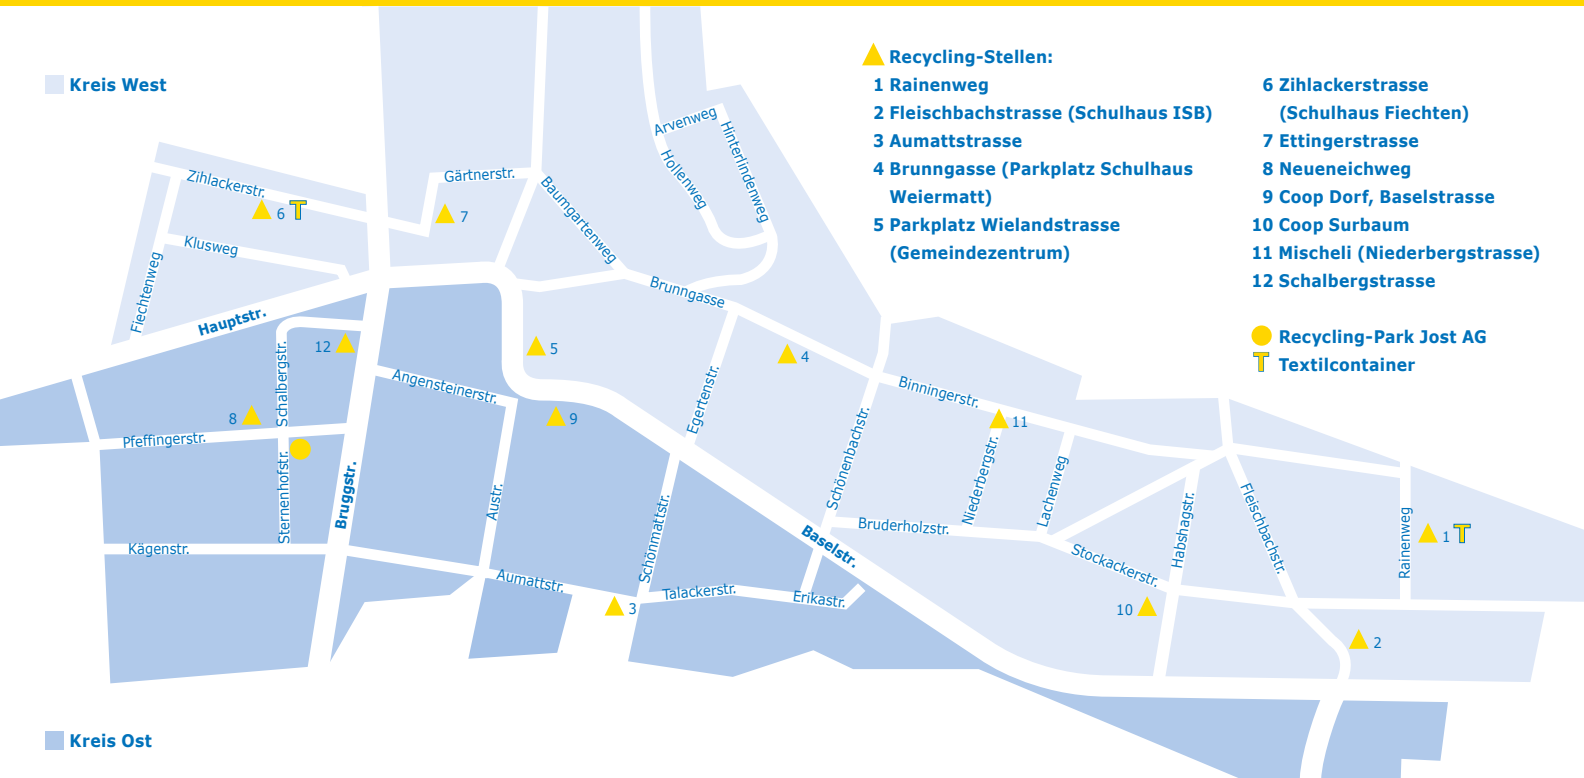 Kreis West
Recycling-Stellen:
1 Rainenweg
2 Fleischbachstrasse (Schulhaus ISB)
3 Aumattstrasse
4 Brunngasse (Parkplatz Schulhaus
Weiermatt)
5 Parkplatz Wielandstrasse
(Gemeindezentrum)
6 Zihlackerstrasse
(Schulhaus Fiechten)
7 Ettingerstrasse
8 Neueneichweg
9 Coop Dorf, Baselstrasse
10 Coop Surbaum
11 Mischeli (Niederbergstrasse)
12 Schalbergstrasse
Recycling-Park Jost AG
T Textilcontainer
Arvenweg
Hinterlindenweg
Hollenweg
Gärtnerstr.
Zihlackerstr.
6 T
7
Baumgartenweg
Klusweg
Fiechtenweg
Brunngasse
Hauptstr.
12
5
4
Schalbergstr.
Angensteinerstr.
Egertenstr.
Binningerstr.
8
9
11
Pfeffingerstr.
Schönenbachstr.
Niederbergstr.
Lachenweg
Sternenhofstr.
Bruggstr.
Austr.
Schönmattstr.
Baselstr.
Bruderholzstr.
Habshagstr.
Fleischbachstr.
Rainenweg
1 T
Kägenstr.
Aumattstr.
Stockackerstr.
Talackerstr.
Erikastr.
3
10
2
Kreis Ost